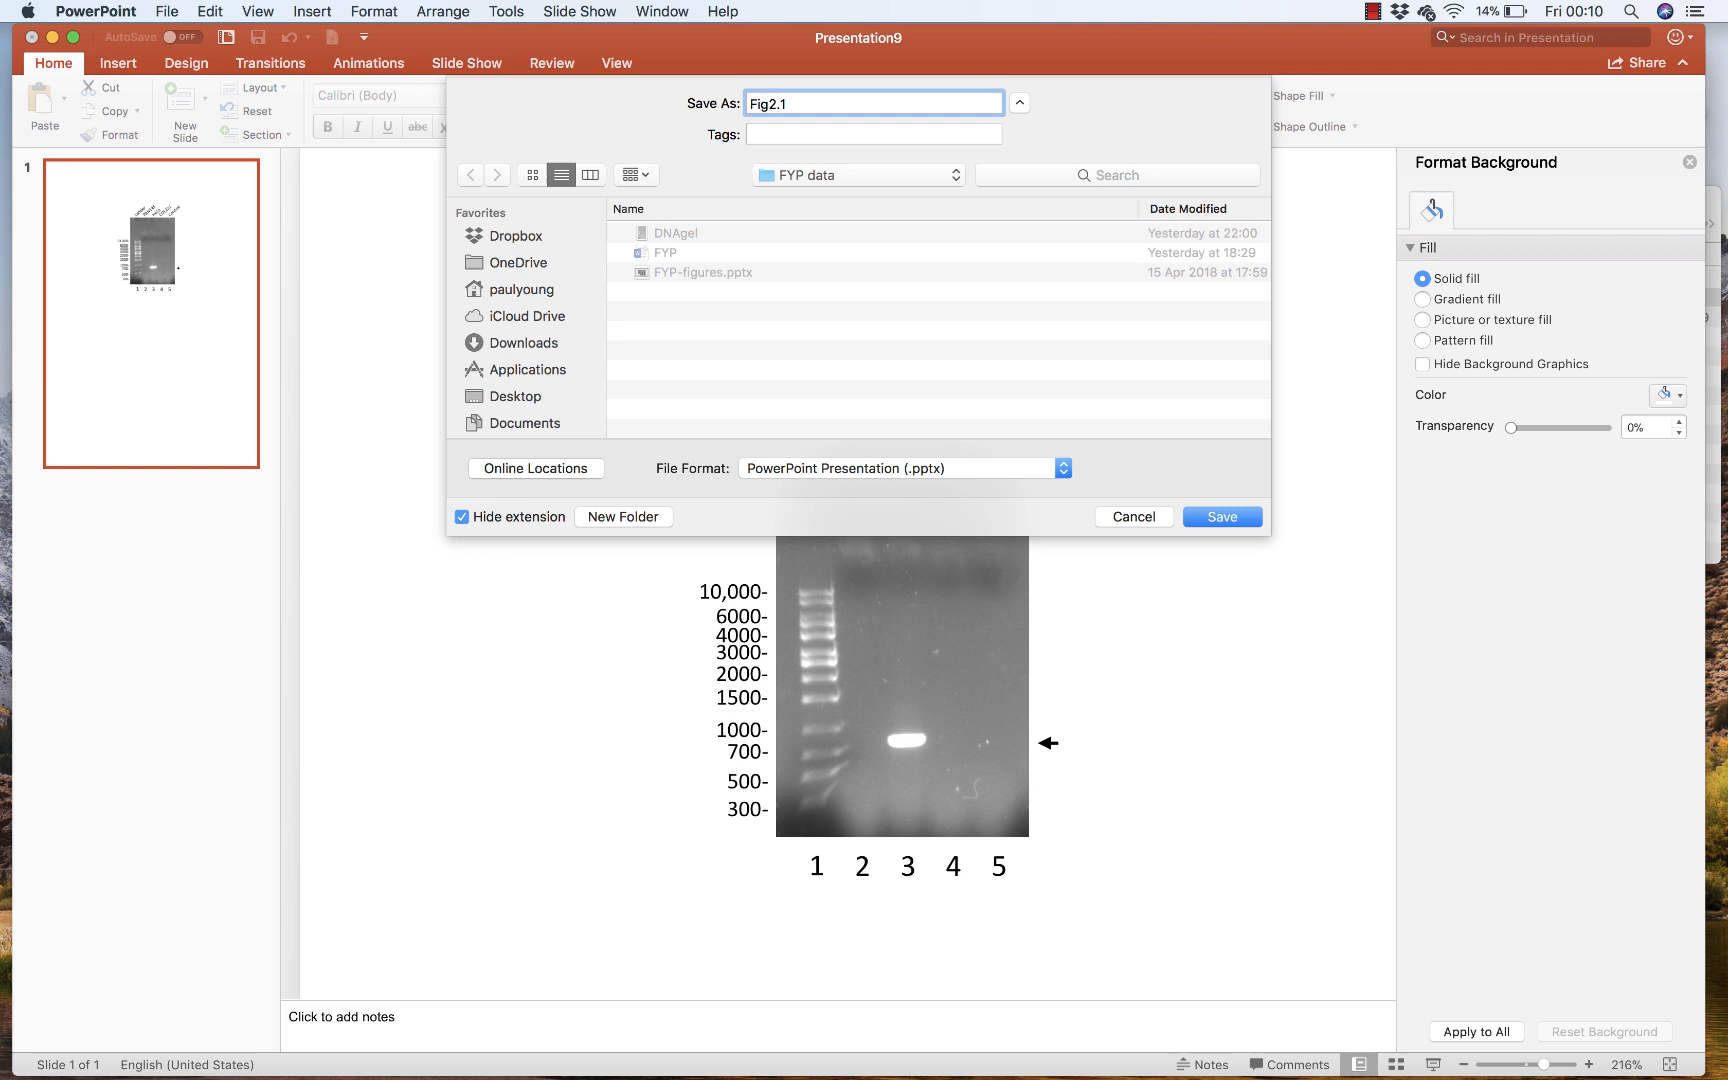 PowerPoint File Edit View Insert Format Arrange Tools Slide Show Window Help 14% Fri 00:10
AutoSave OFF Presentation9 Search in Presentation
Home Insert Design Transitions Animations Slide Show Review View Share
Paste Cut Copy Format New Slide Layout Reset Section Calibri (Body) B I U abc Shape Fill Shape Outline
Save As: Fig2.1
Tags:
FYP data Search
Favorites
Dropbox
OneDrive
paulyoung
iCloud Drive
Downloads
Applications
Desktop
Documents
Name Date Modified
DNAgel Yesterday at 22:00
FYP Yesterday at 18:29
FYP-figures.pptx 15 Apr 2018 at 17:59
Online Locations File Format: PowerPoint Presentation (.pptx)
Hide extension New Folder Cancel Save
1
10,000-
6000-
4000-
3000-
2000-
1500-
1000-
700-
500-
300-
1 2 3 4 5
Format Background
Fill
Solid fill
Gradient fill
Picture or texture fill
Pattern fill
Hide Background Graphics
Color
Transparency 0%
Apply to All Reset Background
Click to add notes
Slide 1 of 1 English (United States) Notes Comments 216%